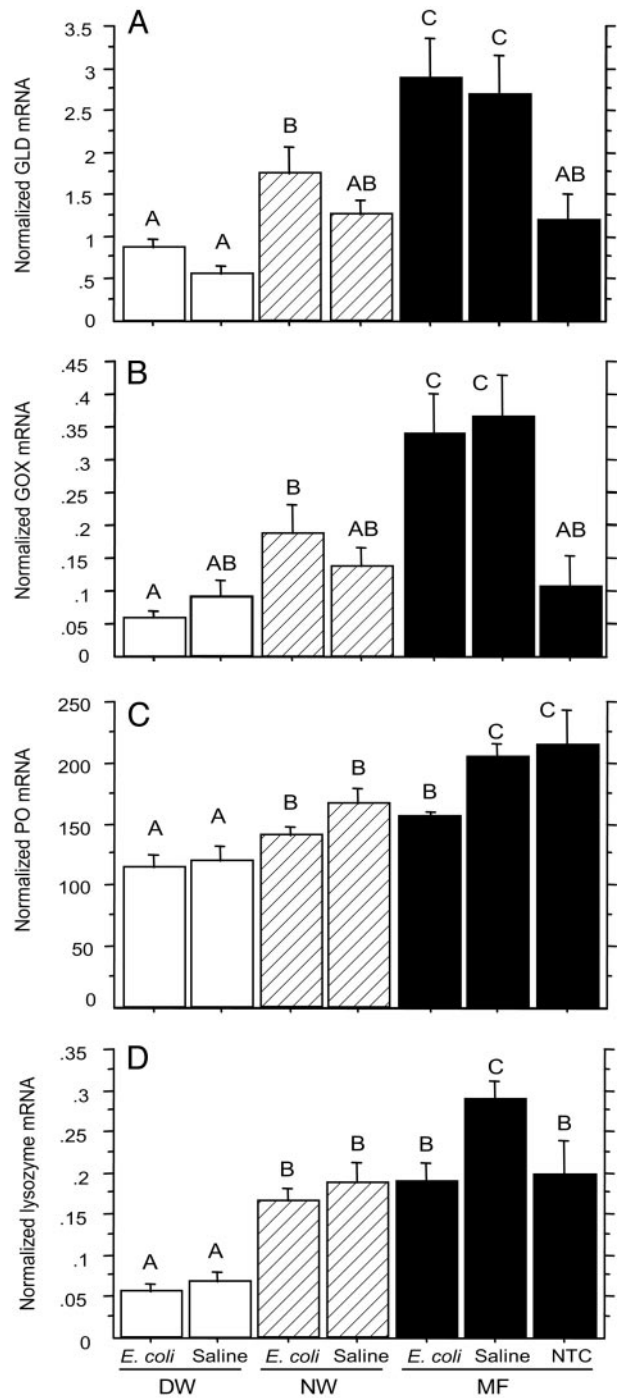 A
Normalized GLD mRNA
3.5
3
2.5
2
1.5
1
.5
0
A
A
B
AB
C
C
AB
B
Normalized GOX mRNA
.45
.4
.35
.3
.25
.2
.15
.1
.05
0
A
AB
B
AB
C
C
AB
C
Normalized PO mRNA
250
200
150
100
50
0
A
A
B
B
B
C
C
D
Normalized lysozyme mRNA
.35
.3
.25
.2
.15
.1
.05
0
A
A
B
B
B
C
B
E. coli Saline E. coli Saline E. coli Saline NTC
DW NW MF